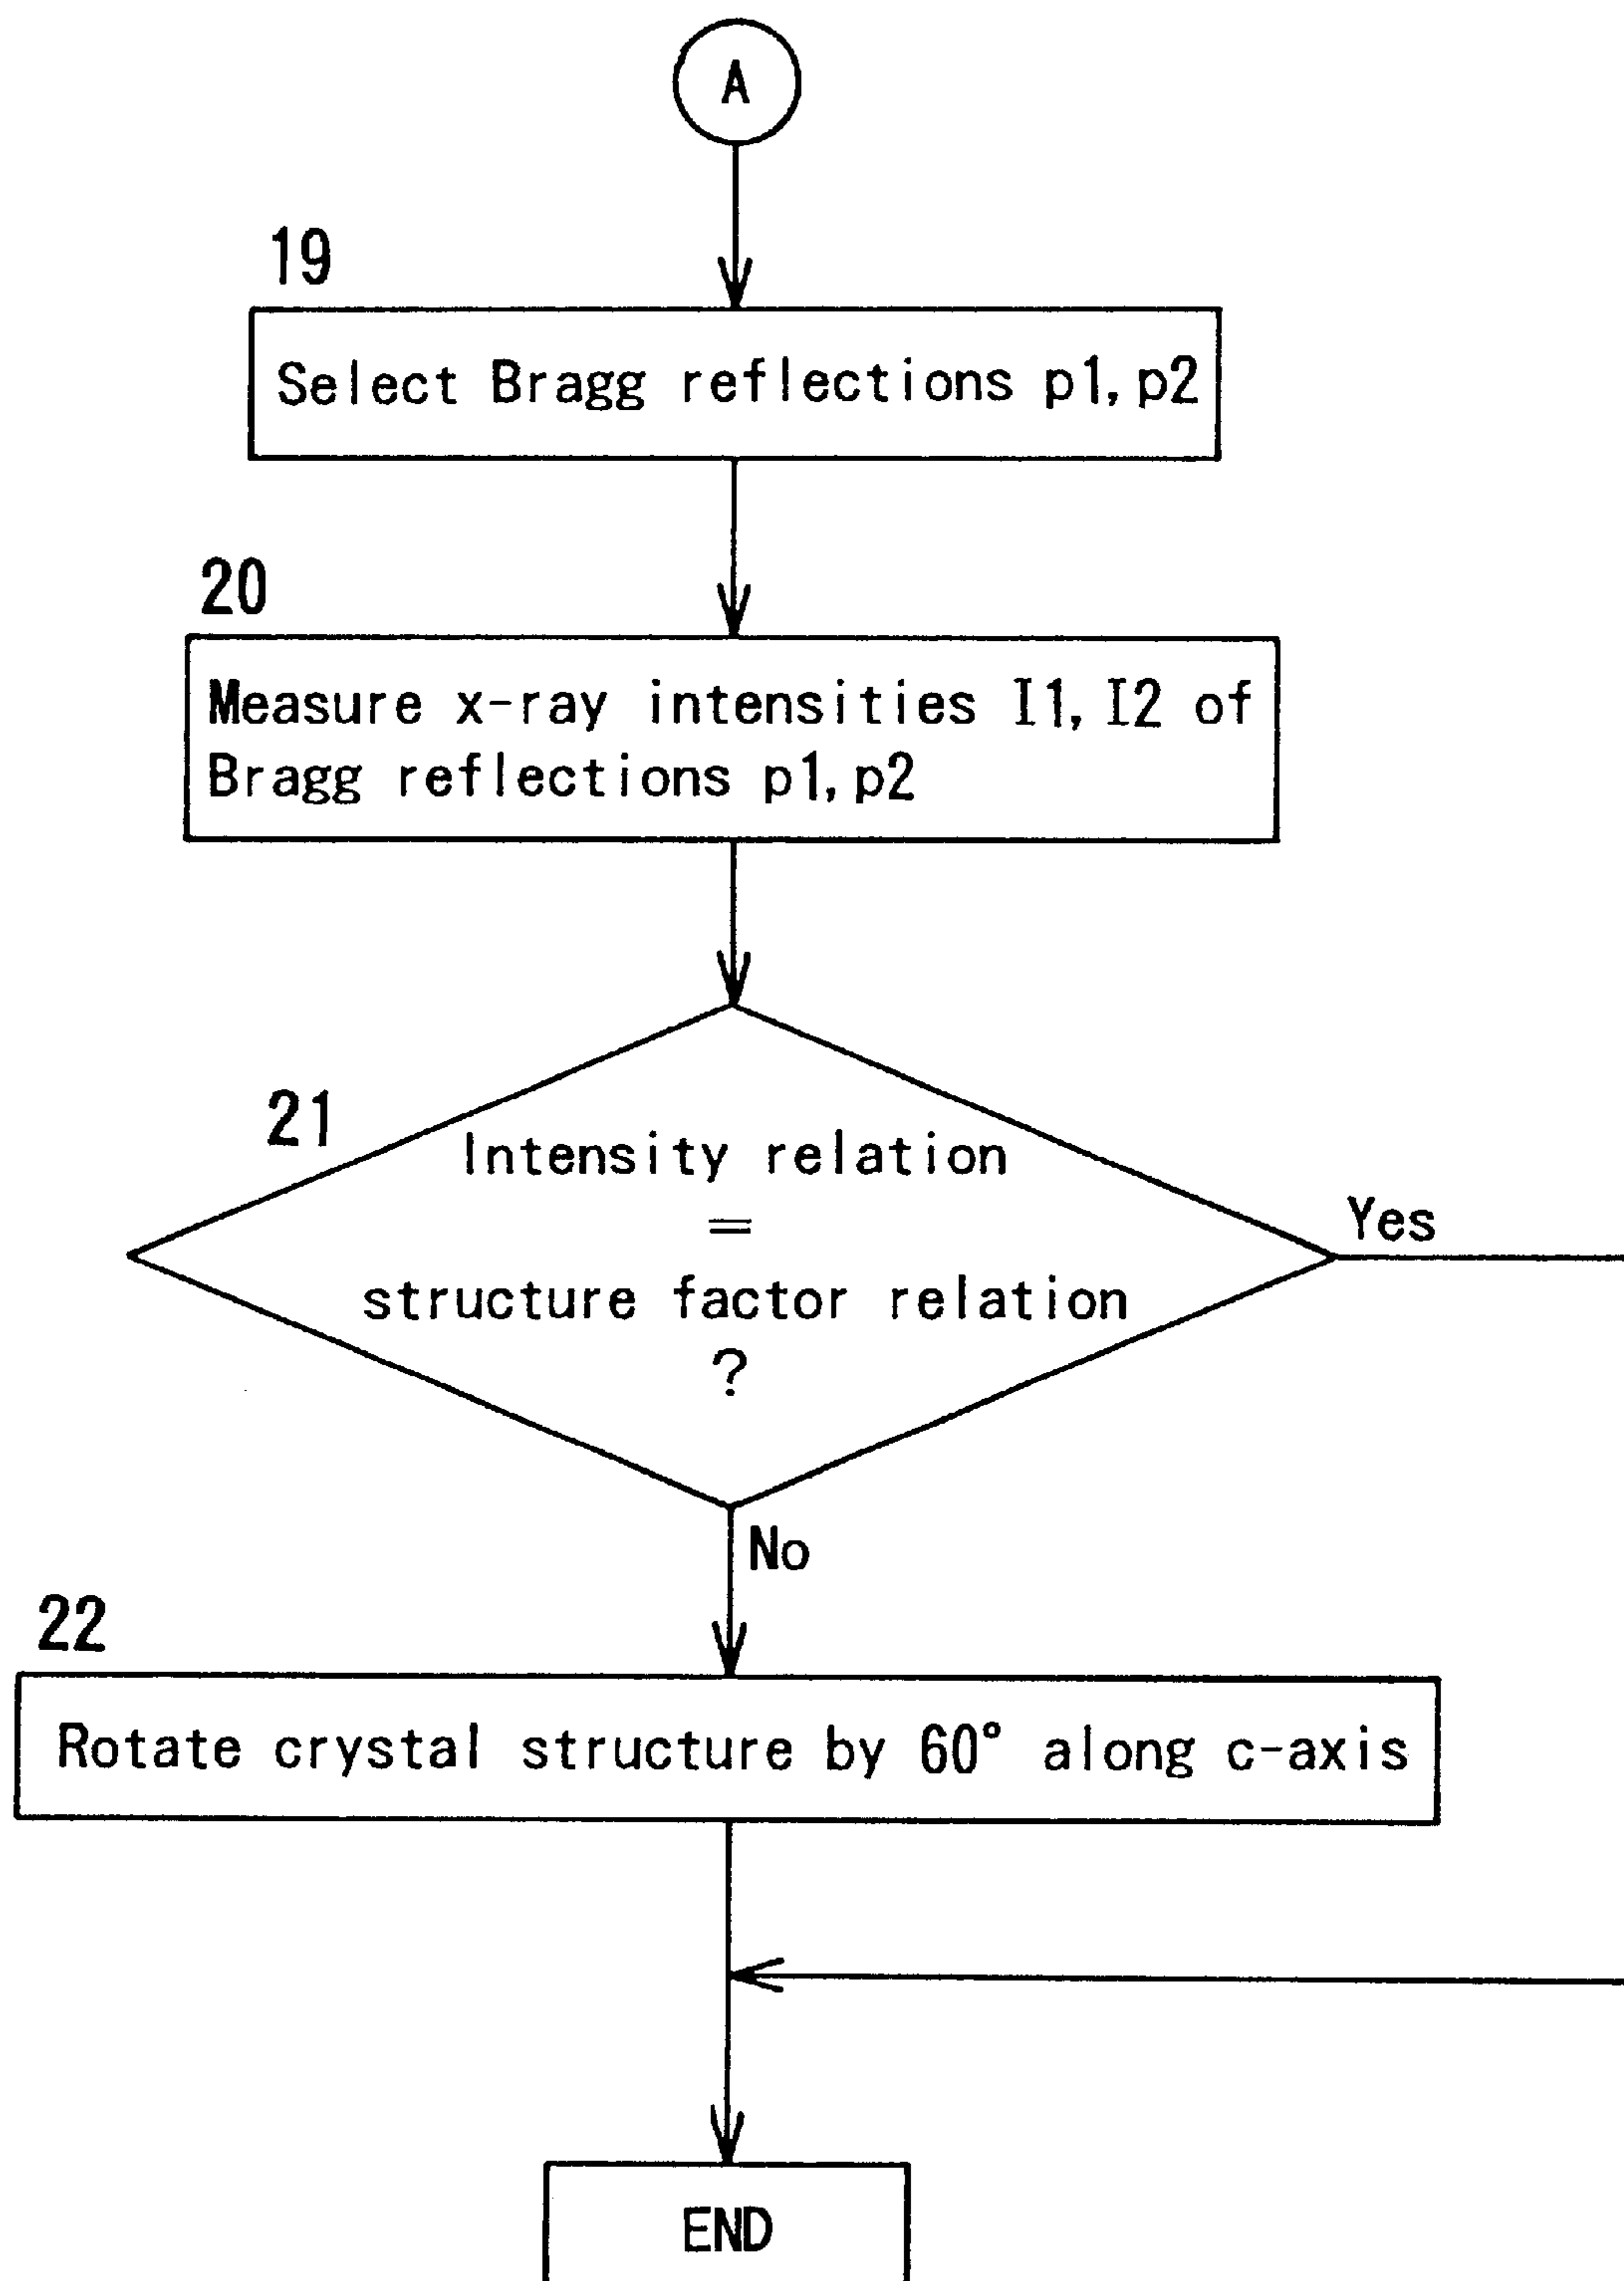 A
19
Select Bragg reflections p1, p2
20
Measure x-ray intensities I1, I2 of
Bragg reflections p1, p2
21
Intensity relation
=
structure factor relation
?
Yes
No
22
Rotate crystal structure by 60° along c-axis
END